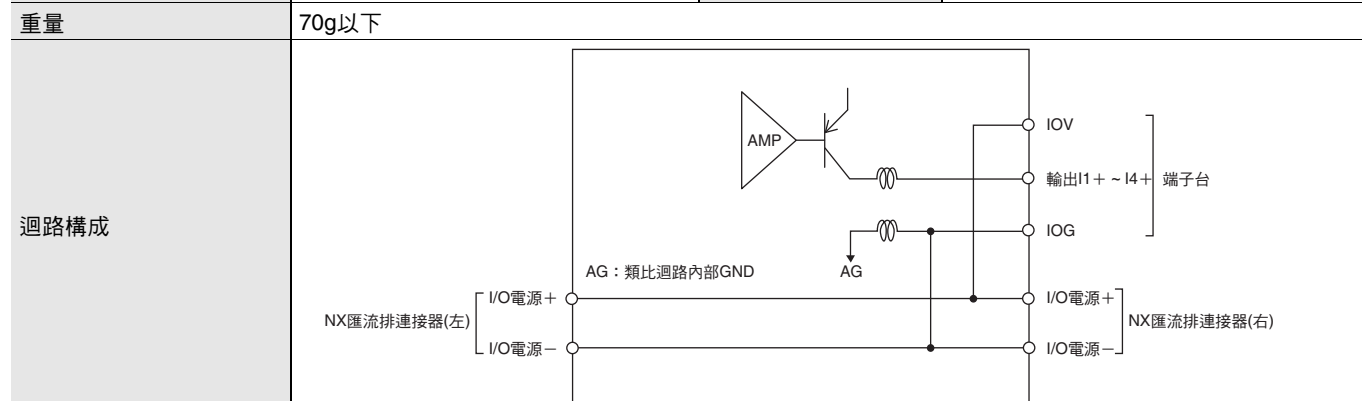 重量
70g以下
迴路構成
AMP
IOV
輸出I1＋ ~ I4＋
端子台
IOG
AG：類比迴路內部GND
AG
NX匯流排連接器(左)
I/O電源＋
I/O電源－
I/O電源＋
I/O電源－
NX匯流排連接器(右)